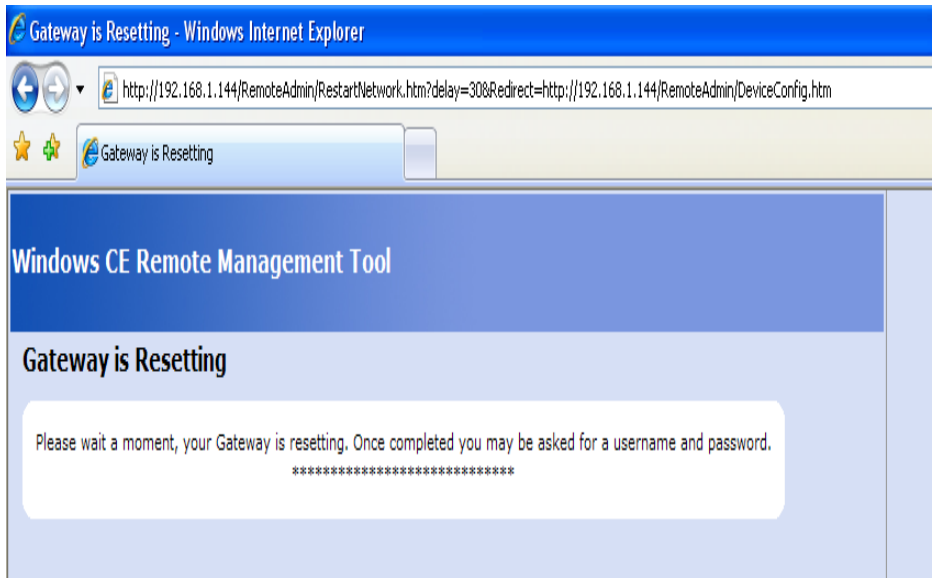 Gateway is Resetting - Windows Internet Explorer
http://192.168.1.144/RemoteAdmin/RestartNetwork.htm?delay=30&Redirect=http://192.168.1.144/RemoteAdmin/DeviceConfig.htm
Gateway is Resetting
Windows CE Remote Management Tool
Gateway is Resetting
Please wait a moment, your Gateway is resetting. Once completed you may be asked for a username and password.
*****************************